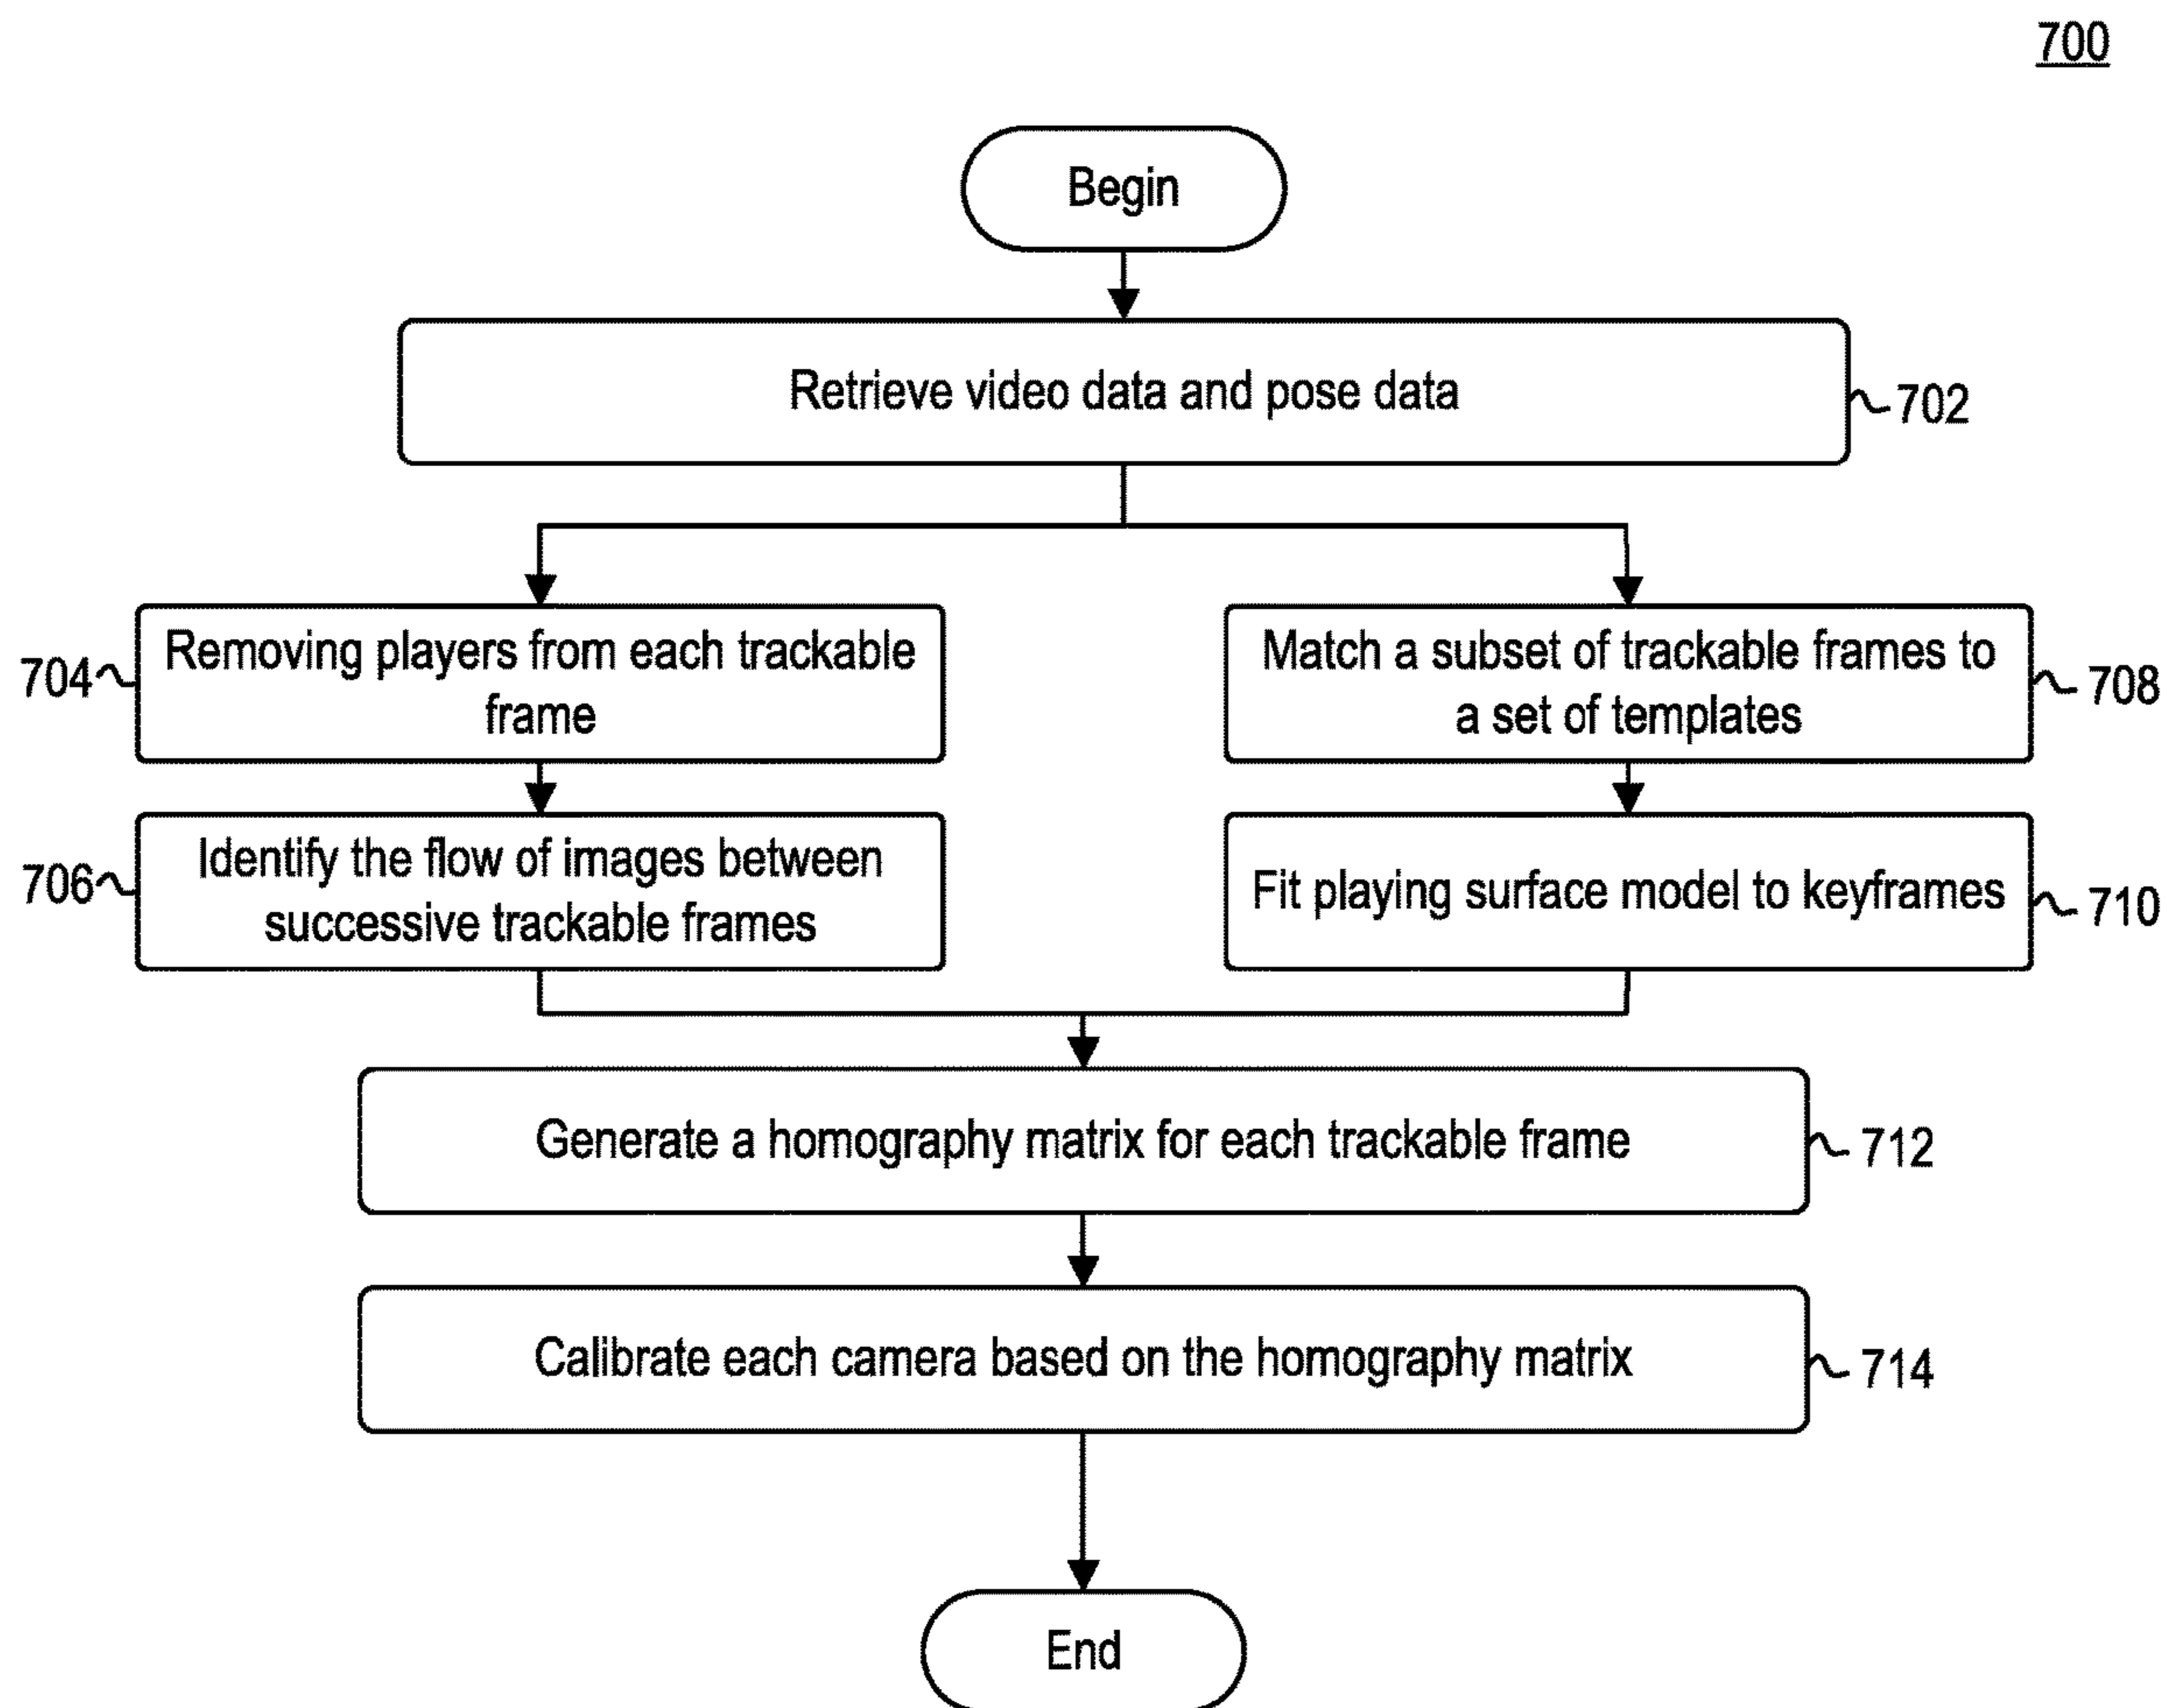 700
Begin
Retrieve video data and pose data
702
Removing players from each trackable
frame
704
Match a subset of trackable frames to
a set of templates
708
Identify the flow of images between
successive trackable frames
706
Fit playing surface model to keyframes
710
Generate a homography matrix for each trackable frame
712
Calibrate each camera based on the homography matrix
714
End